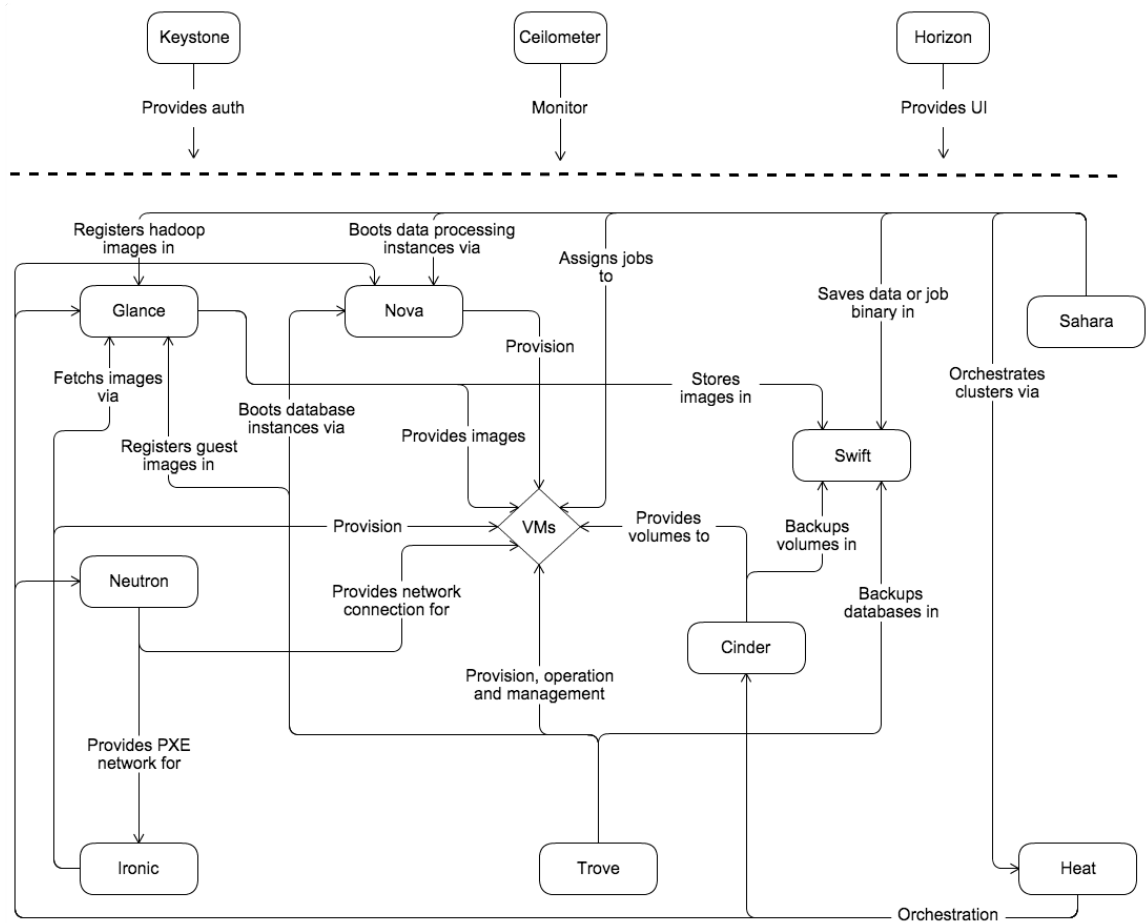 Keystone
Ceilometer
Horizon
Provides auth
Monitor
Provides UI
Registers hadoop
images in
Boots data processing
instances via
Assigns jobs
to
Saves data or job
binary in
Glance
Nova
Sahara
Provision
Fetchs images
via
Stores
images in
Orchestrates
clusters via
Boots database
instances via
Provides images
Registers guest
images in
Swift
Provision
VMs
Provides
volumes to
Backups
volumes in
Neutron
Provides network
connection for
Backups
databases in
Cinder
Provision, operation
and management
Provides PXE
network for
Ironic
Trove
Heat
Orchestration